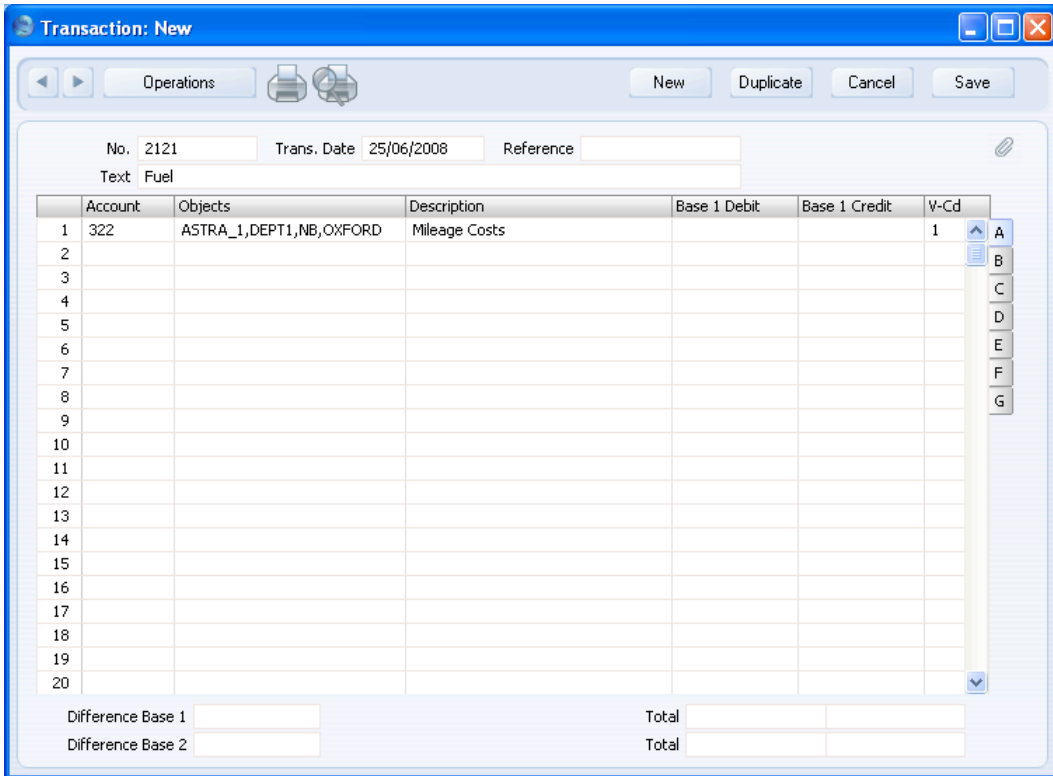 Transaction: New
Operations New Duplicate Cancel Save
No. 2121 Trans. Date 25/06/2008 Reference
Text Fuel
Account Objects Description Base 1 Debit Base 1 Credit V-Cd
1 322 ASTRA_1,DEPT1,NB,OXFORD Mileage Costs 1 A
2 B
3 C
4 D
5 E
6 F
7 G
8
9
10
11
12
13
14
15
16
17
18
19
20
Difference Base 1 Total
Difference Base 2 Total